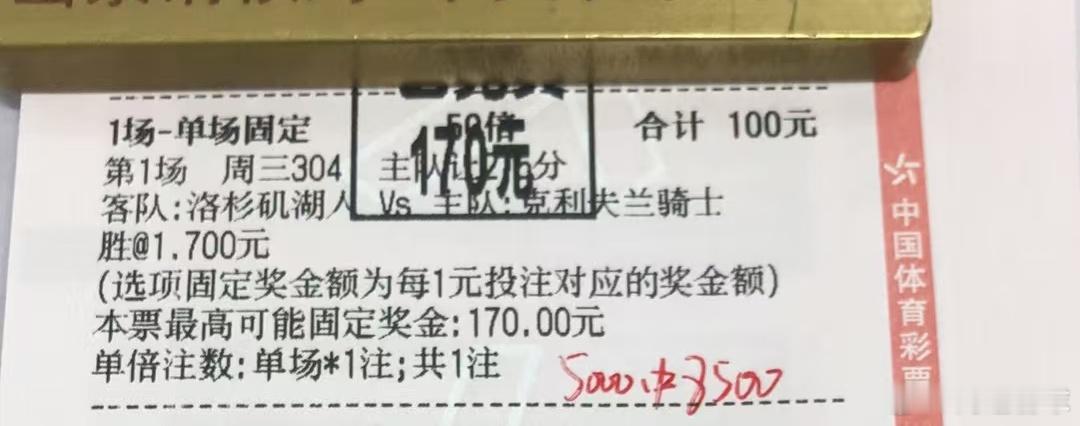 1场-单场固定 50倍 合计 100元
170元
第1场 周三304 主队让2.5分
客队:洛杉矶湖人 Vs 主队:克利夫兰骑士
胜@1.700元
(选项固定奖金额为每1元投注对应的奖金额)
本票最高可能固定奖金:170.00元
单倍注数:单场*1注;共1注
5000.中8500
中国体育彩票